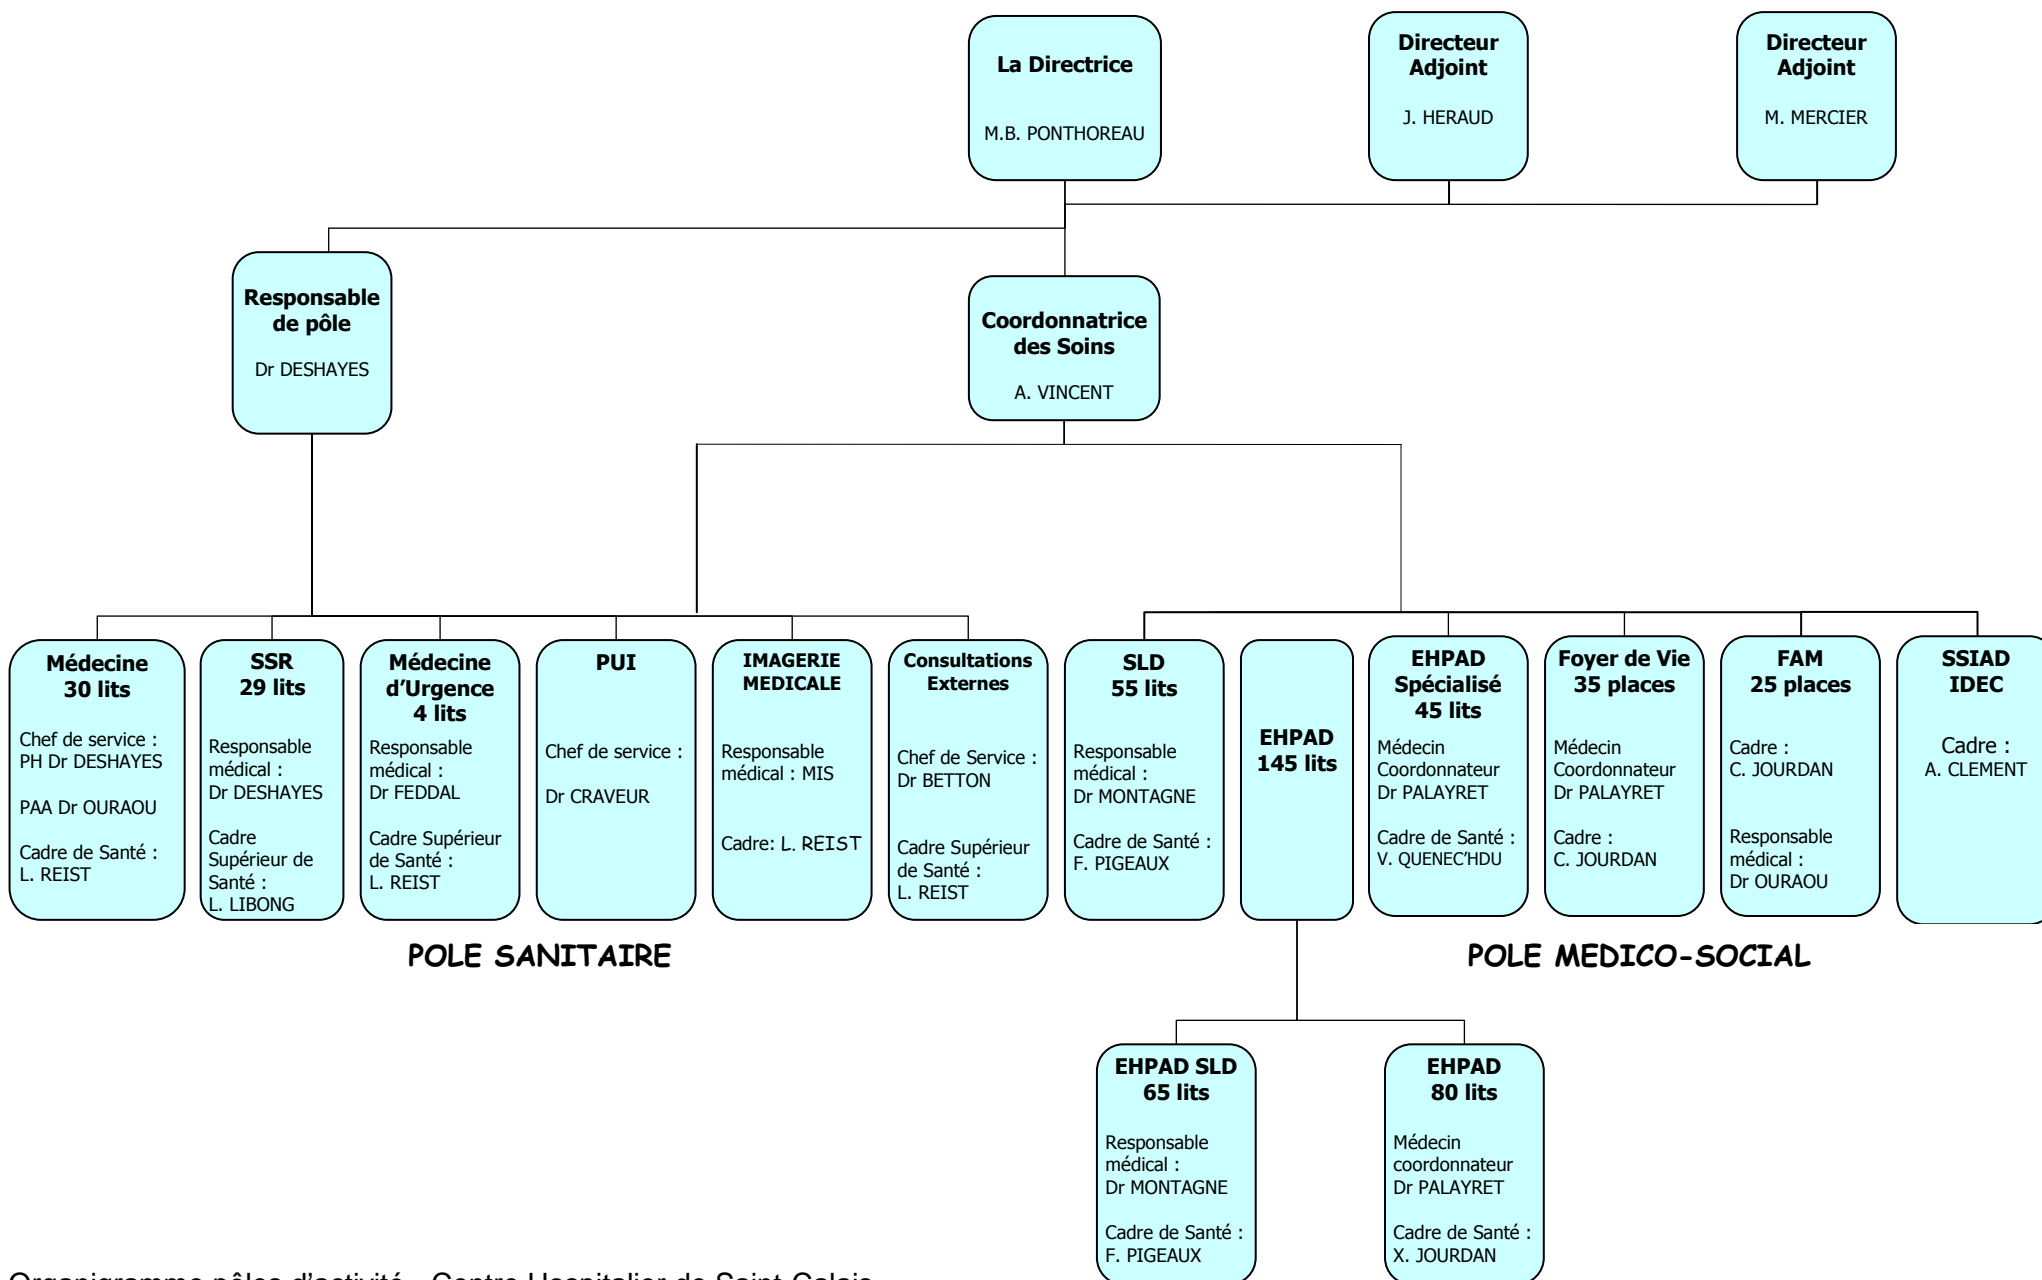 La Directrice
M.B. PONTHOREAU
Directeur
Adjoint
J. HERAUD
Directeur
Adjoint
M. MERCIER
Responsable
de pôle
Dr DESHAYES
Coordonnatrice
des Soins
A. VINCENT
Médecine
30 lits
Chef de service :
PH Dr DESHAYES
PAA Dr OURAOU
Cadre de Santé :
L. REIST
SSR
29 lits
Responsable
médical :
Dr DESHAYES
Cadre
Supérieur de
Santé :
L. LIBONG
Médecine
d'Urgence
4 lits
Responsable
médical :
Dr FEDDAL
Cadre Supérieur
de Santé :
L. REIST
PUI
Chef de service :
Dr CRAVEUR
IMAGERIE
MEDICALE
Responsable
médical : MIS
Cadre: L. REIST
Consultations
Externes
Chef de Service :
Dr BETTON
Cadre Supérieur
de Santé :
L. REIST
SLD
55 lits
Responsable
médical :
Dr MONTAGNE
Cadre de Santé :
F. PIGEAUX
EHPAD
145 lits
EHPAD
Spécialisé
45 lits
Médecin
Coordonnateur
Dr PALAYRET
Cadre de Santé :
V. QUENEC'HDU
Foyer de Vie
35 places
Médecin
Coordonnateur
Dr PALAYRET
Cadre :
C. JOURDAN
FAM
25 places
Cadre :
C. JOURDAN
Responsable
médical :
Dr OURAOU
SSIAD
IDEC
Cadre :
A. CLEMENT
POLE SANITAIRE
POLE MEDICO-SOCIAL
EHPAD SLD
65 lits
Responsable
médical :
Dr MONTAGNE
Cadre de Santé :
F. PIGEAUX
EHPAD
80 lits
Médecin
coordonnateur
Dr PALAYRET
Cadre de Santé :
X. JOURDAN
Organigramme pôles d'activité - Centre Hospitalier de Saint-Calais